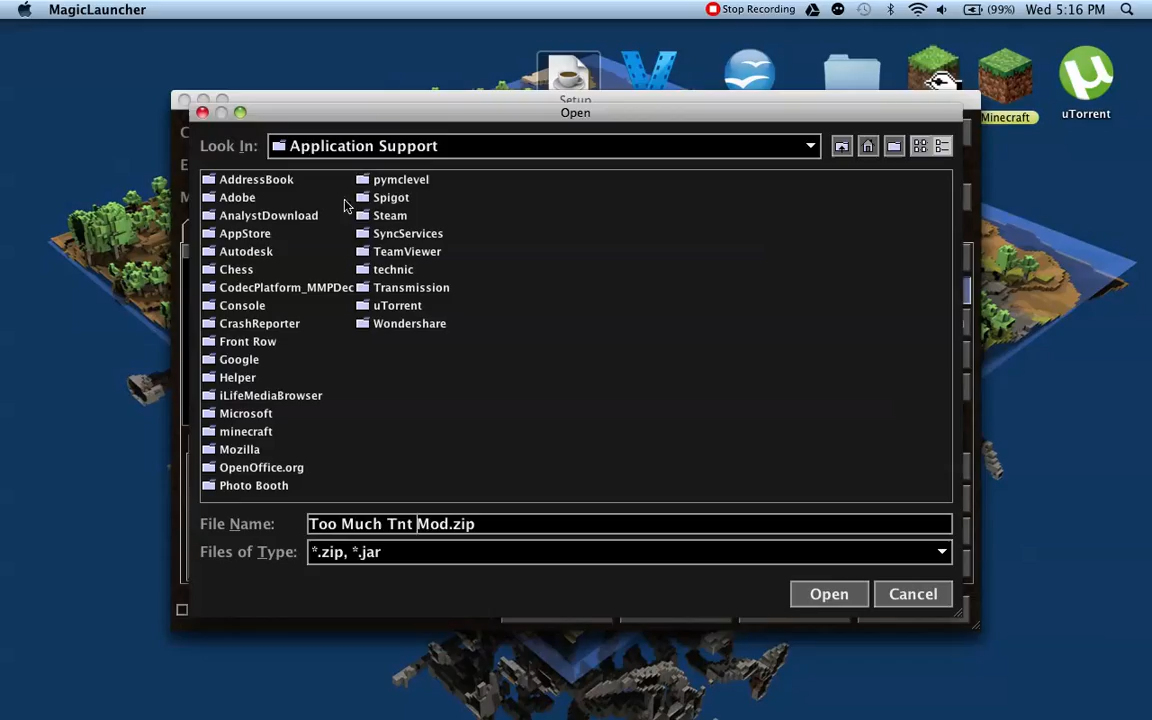 MagicLauncher
Stop Recording
(99%)
Wed 5:16 PM
Minecraft
uTorrent
Setup
Open
Look In:
Application Support
AddressBook
Adobe
AnalystDownload
AppStore
Autodesk
Chess
CodecPlatform_MMPDec
Console
CrashReporter
Front Row
Google
Helper
iLifeMediaBrowser
Microsoft
minecraft
Mozilla
OpenOffice.org
Photo Booth
pymclevel
Spigot
Steam
SyncServices
TeamViewer
technic
Transmission
uTorrent
Wondershare
File Name:
Too Much Tnt Mod.zip
Files of Type:
*.zip, *.jar
Open
Cancel